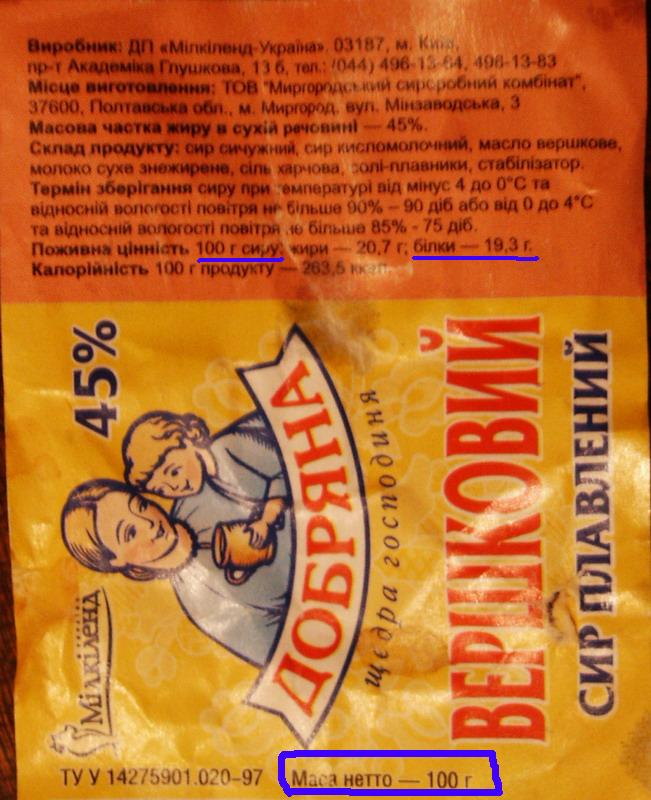 Виробник: ДП «Мілкіленд-Україна», 03187, м. Київ,
пр-т Академіка Глушкова, 13 б, тел.: (044) 496-13-64, 496-13-83
Місце виготовлення: ТОВ "Миргородський сироробний комбінат",
37600, Полтавська обл., м. Миргород, вул. Мінзаводська, 3
Масова частка жиру в сухій речовині — 45%.
Склад продукту: сир сичужний, сир кисломолочний, масло вершкове,
молоко сухе знежирене, сіль харчова, солі-плавники, стабілізатор.
Термін зберігання сиру при температурі від мінус 4 до 0°С та
відносній вологості повітря не більше 90% – 90 діб або від 0 до 4°С
та відносній вологості повітря не більше 85% - 75 діб.
Поживна цінність 100 г сиру: жири — 20,7 г; білки — 19,3 г.
Калорійність 100 г продукту — 263,5 ккал
45%
ДОБРЯНА
щедра господиня
ВЕРШКОВИЙ
СИР ПЛАВЛЕНИЙ
Мілкіленд
ТУ У 14275901.020–97
Маса нетто — 100 г